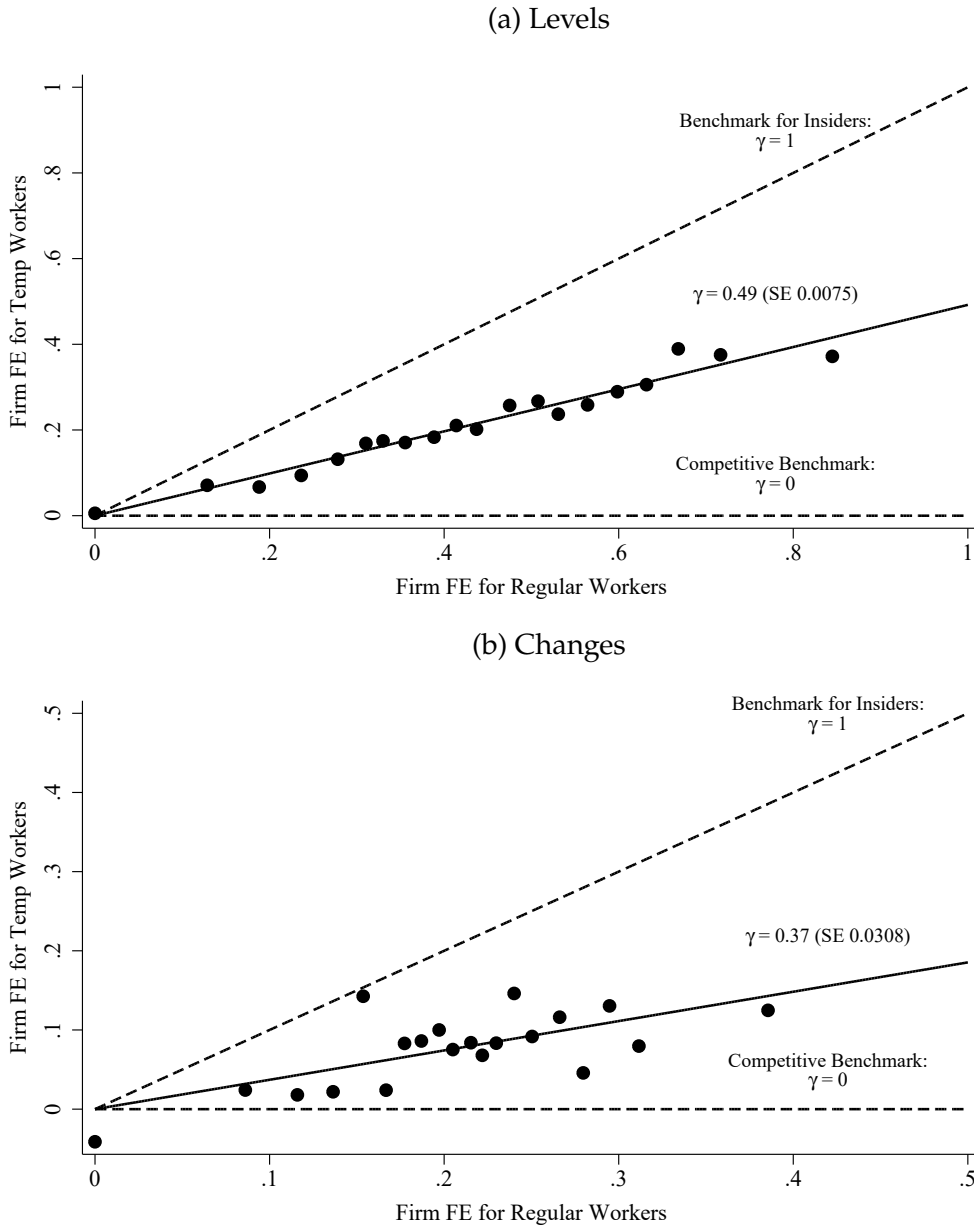 (a) Levels
Firm FE for Temp Workers
1
.8
.6
.4
.2
0
Benchmark for Insiders:
γ = 1
γ = 0.49 (SE 0.0075)
Competitive Benchmark:
γ = 0
0
.2
.4
.6
.8
1
Firm FE for Regular Workers
(b) Changes
Firm FE for Temp Workers
.5
.4
.3
.2
.1
0
Benchmark for Insiders:
γ = 1
γ = 0.37 (SE 0.0308)
Competitive Benchmark:
γ = 0
0
.1
.2
.3
.4
.5
Firm FE for Regular Workers